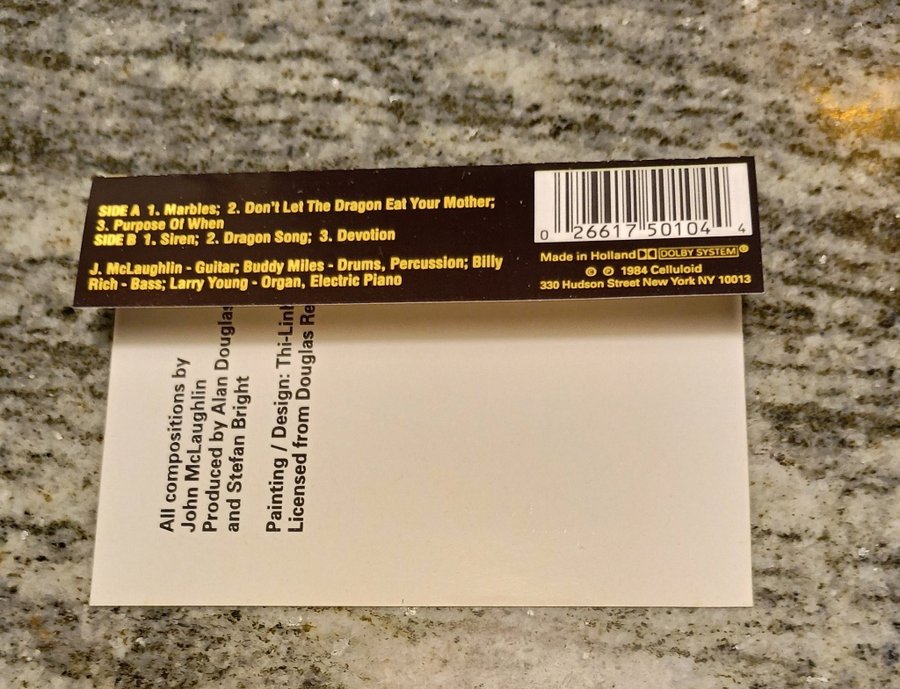 SIDE A 1. Marbles; 2. Don't Let The Dragon Eat Your Mother;
3. Purpose Of When
SIDE B 1. Siren; 2. Dragon Song; 3. Devotion
J. McLaughlin - Guitar; Buddy Miles - Drums, Percussion; Billy
Rich - Bass; Larry Young - Organ, Electric Piano
0 26617 50104 4
Made in Holland DOLBY SYSTEM®
© ℗ 1984 Celluloid
330 Hudson Street New York NY 10013
All compositions by
John McLaughlin
Produced by Alan Douglas
and Stefan Bright
Painting / Design: Thi-Linh
Licensed from Douglas Re